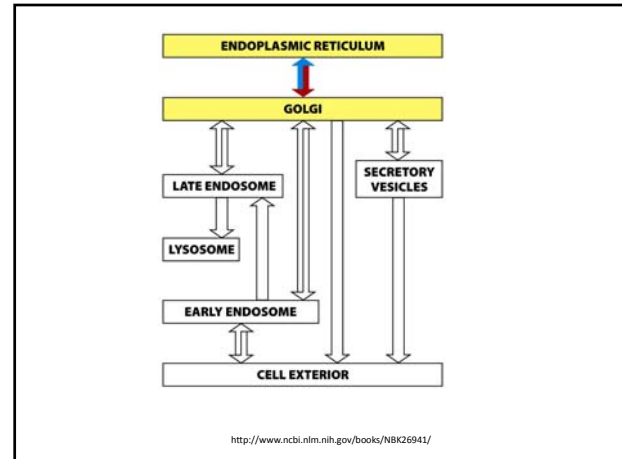 ENDOPLASMIC RETICULUM
GOLGI
LATE ENDOSOME
SECRETORY
VESICLES
LYSOSOME
EARLY ENDOSOME
CELL EXTERIOR
http://www.ncbi.nlm.nih.gov/books/NBK26941/